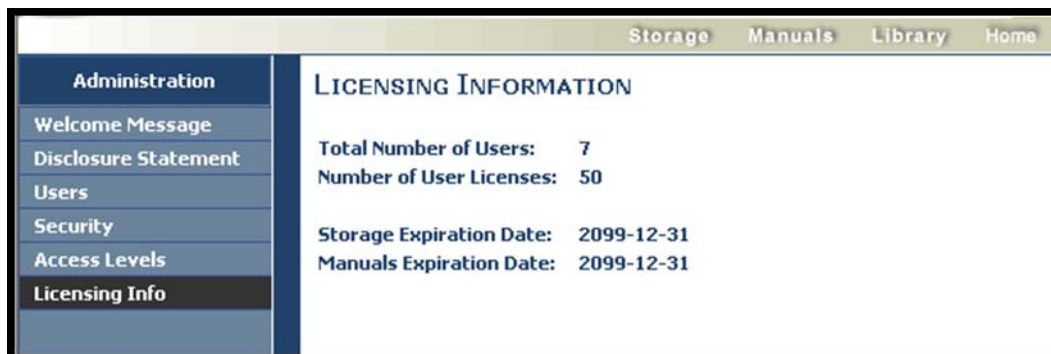 Storage Manuals Library Home
Administration
Welcome Message
Disclosure Statement
Users
Security
Access Levels
Licensing Info
LICENSING INFORMATION
Total Number of Users: 7
Number of User Licenses: 50
Storage Expiration Date: 2099-12-31
Manuals Expiration Date: 2099-12-31